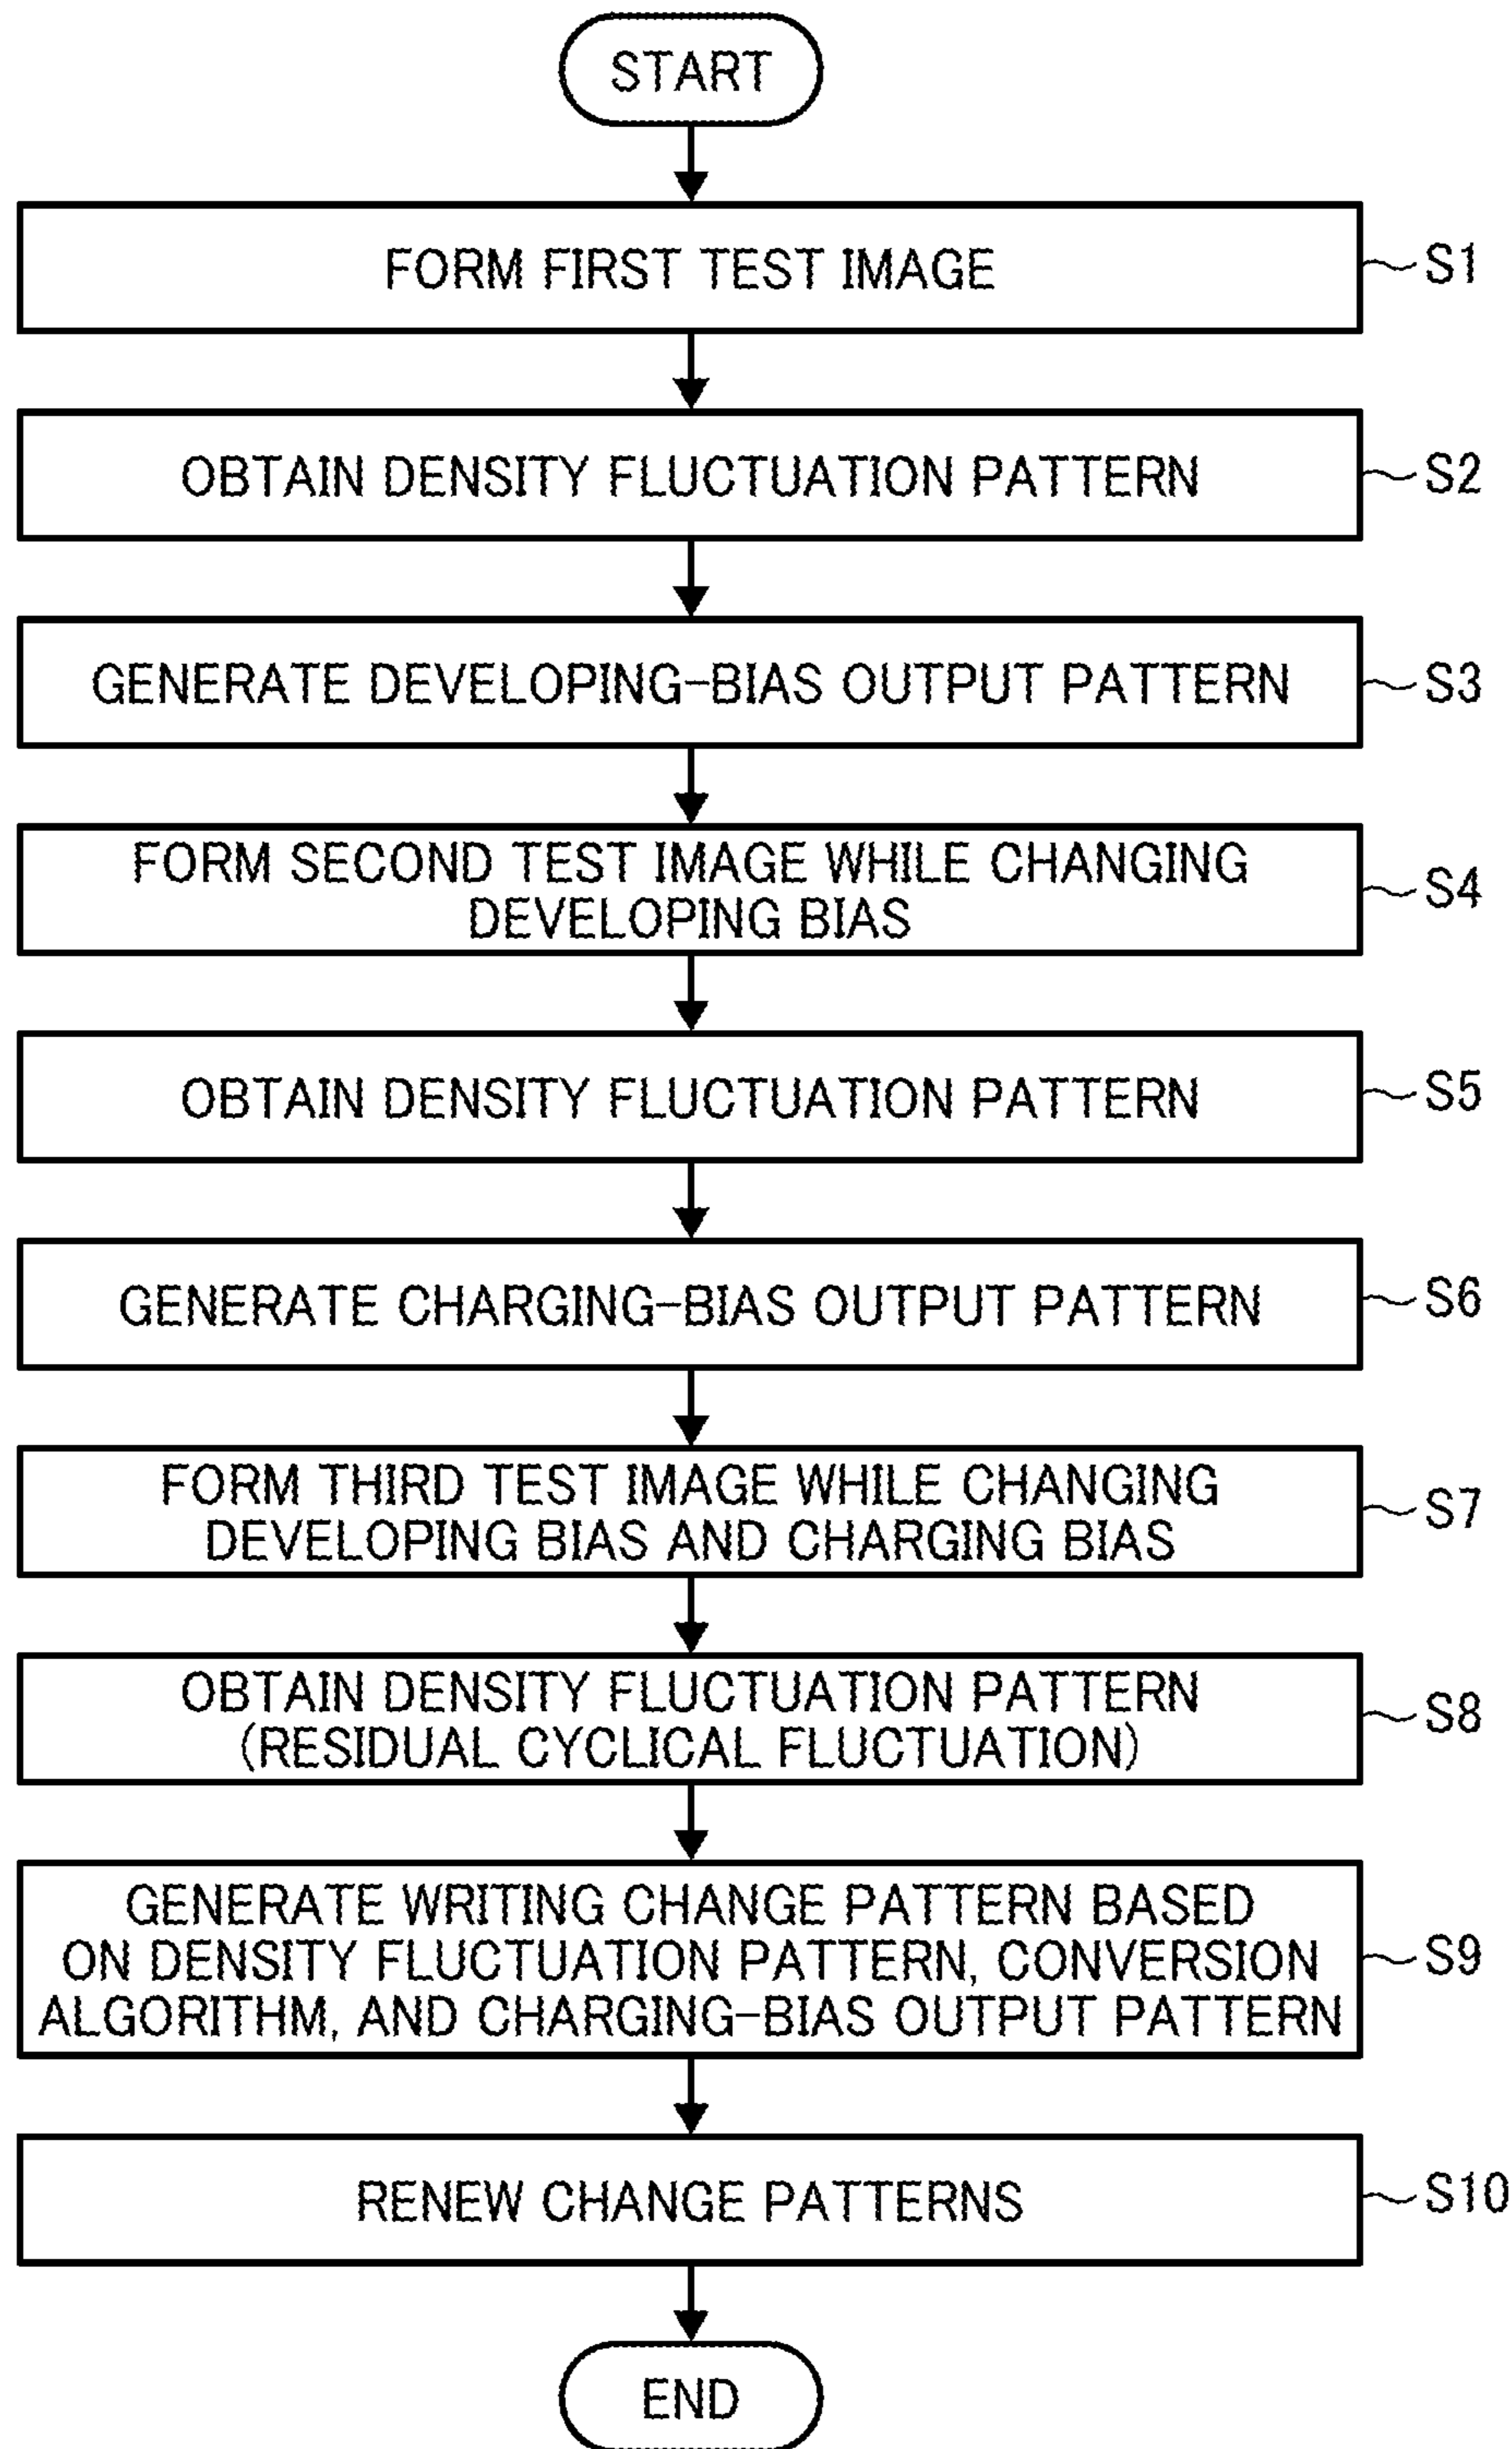 START
FORM FIRST TEST IMAGE
S1
OBTAIN DENSITY FLUCTUATION PATTERN
S2
GENERATE DEVELOPING-BIAS OUTPUT PATTERN
S3
FORM SECOND TEST IMAGE WHILE CHANGING
DEVELOPING BIAS
S4
OBTAIN DENSITY FLUCTUATION PATTERN
S5
GENERATE CHARGING-BIAS OUTPUT PATTERN
S6
FORM THIRD TEST IMAGE WHILE CHANGING
DEVELOPING BIAS AND CHARGING BIAS
S7
OBTAIN DENSITY FLUCTUATION PATTERN
(RESIDUAL CYCLICAL FLUCTUATION)
S8
GENERATE WRITING CHANGE PATTERN BASED
ON DENSITY FLUCTUATION PATTERN, CONVERSION
ALGORITHM, AND CHARGING-BIAS OUTPUT PATTERN
S9
RENEW CHANGE PATTERNS
S10
END